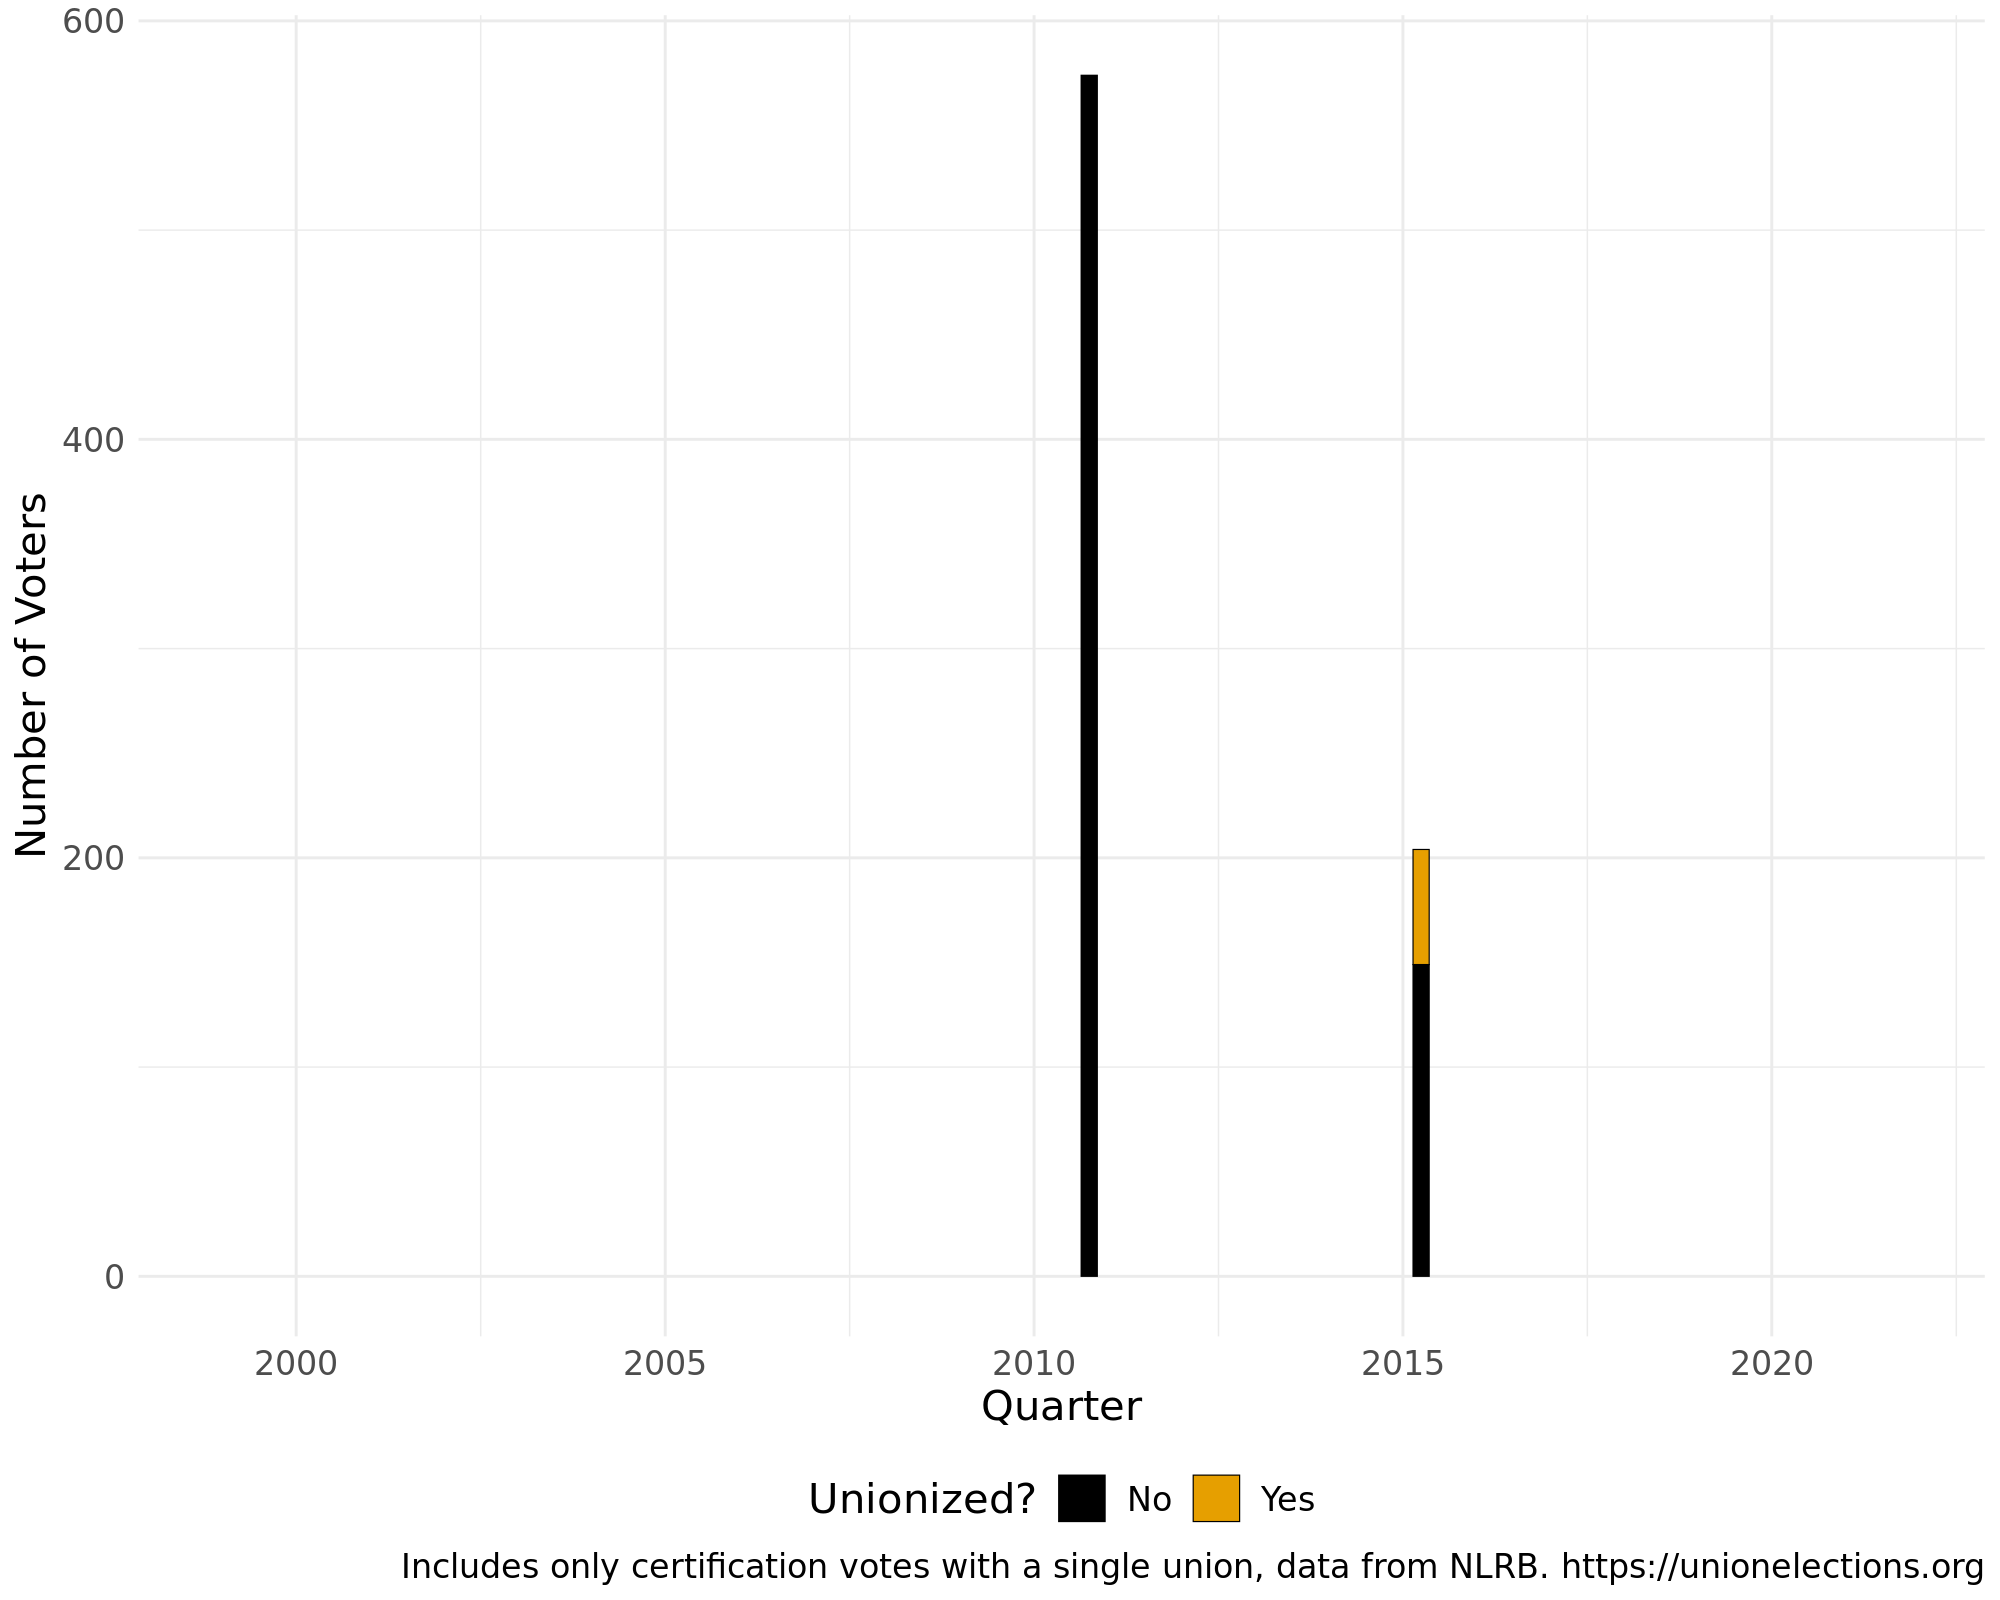 600
400
200
0
Number of Voters
2000 2005 2010 2015 2020
Quarter
Unionized? No Yes
Includes only certification votes with a single union, data from NLRB. https://unionelections.org